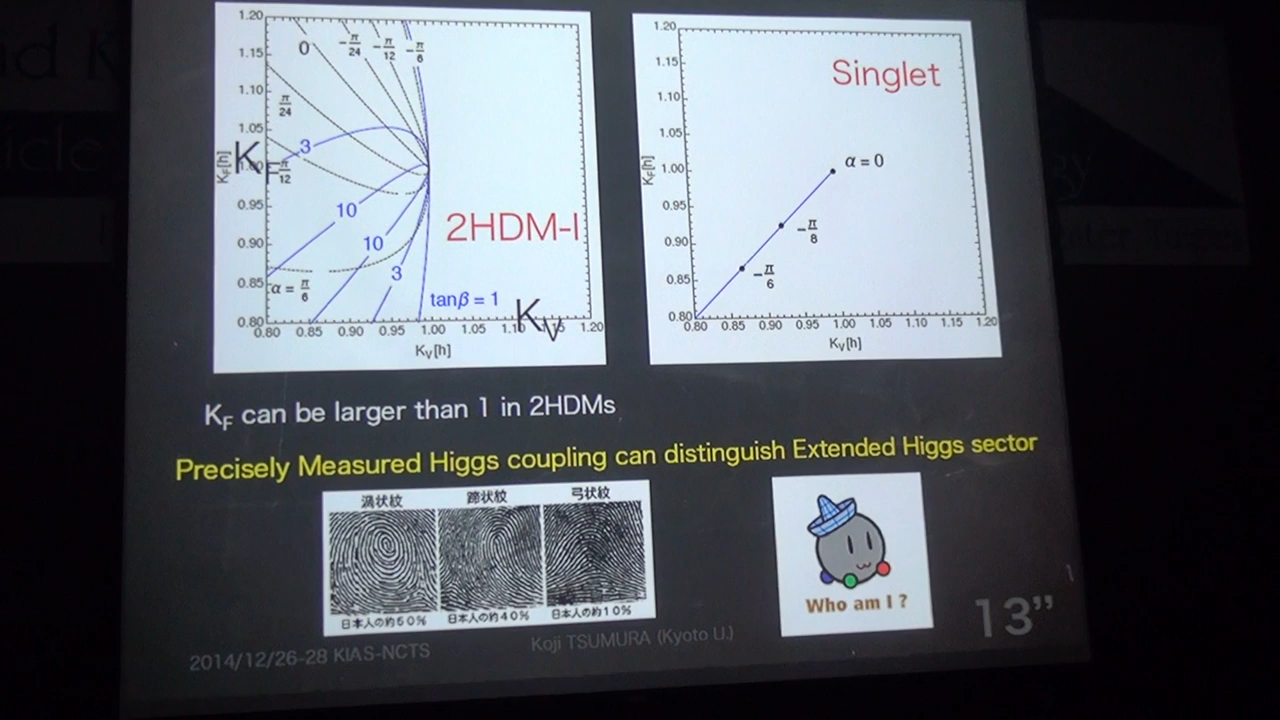 1.20
1.15
1.10
1.05
1.00
0.95
0.90
0.85
0.80
K_F[h]
K_F
0
-π/24
-π/12
-π/6
π/24
3
π/12
10
10
2HDM-I
3
α = π/6
tanβ = 1
0.80 0.85 0.90 0.95 1.00 1.05 1.10 1.15 1.20
K_V
K_V[h]
1.20
1.15
1.10
1.05
1.00
0.95
0.90
0.85
0.80
K_F[h]
Singlet
α = 0
-π/8
-π/6
0.80 0.85 0.90 0.95 1.00 1.05 1.10 1.15 1.20
K_V[h]
K_F can be larger than 1 in 2HDMs
Precisely Measured Higgs coupling can distinguish Extended Higgs sector
渦状紋 蹄状紋 弓状紋
日本人の約50% 日本人の約40% 日本人の約10%
Who am I ?
2014/12/26-28 KIAS-NCTS
Koji TSUMURA (Kyoto U.)
13”